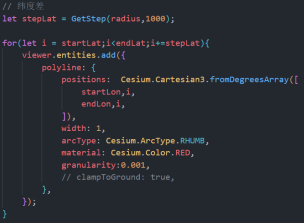 // 纬度差
let stepLat = GetStep(radius,1000);
for(let i = startLat;i<endLat;i+=stepLat){
viewer.entities.add({
polyline: {
positions: Cesium.Cartesian3.fromDegreesArray([
startLon,i,
endLon,i,
]),
width: 1,
arcType: Cesium.ArcType.RHUMB,
material: Cesium.Color.RED,
granularity:0.001,
// clampToGround: true,
},
});
}